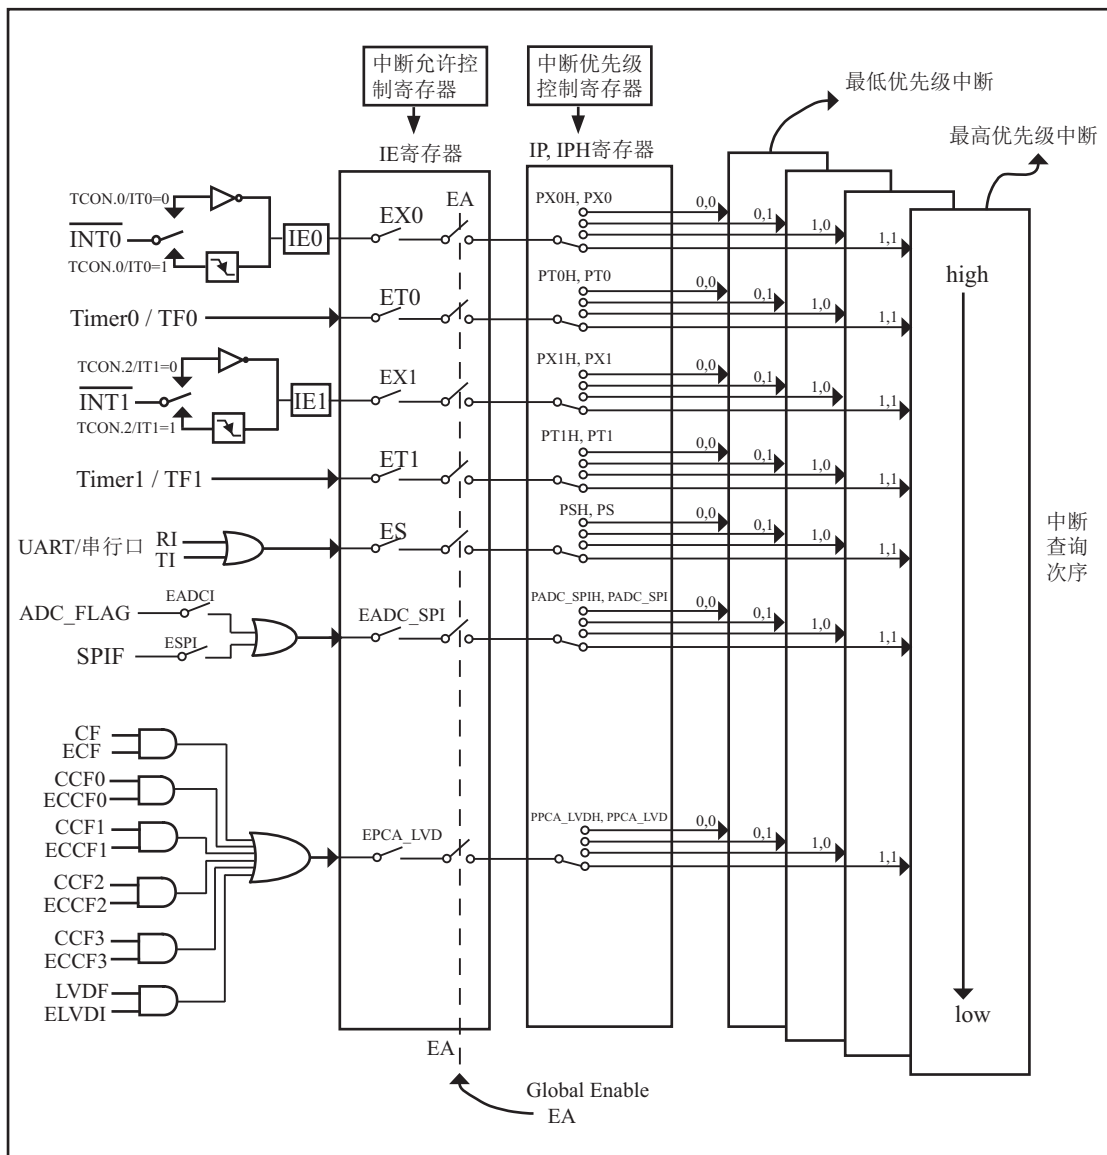 中断允许控
制寄存器
中断优先级
控制寄存器
最低优先级中断
最高优先级中断
IE寄存器
IP, IPH寄存器
TCON.0/IT0=0
INT0
TCON.0/IT0=1
IE0
EX0
EA
PX0H, PX0
0,0
0,1
1,0
1,1
Timer0 / TF0
ET0
PT0H, PT0
0,0
0,1
1,0
1,1
high
TCON.2/IT1=0
INT1
TCON.2/IT1=1
IE1
EX1
PX1H, PX1
0,0
0,1
1,0
1,1
Timer1 / TF1
ET1
PT1H, PT1
0,0
0,1
1,0
1,1
UART/串行口
RI
TI
ES
PSH, PS
0,0
0,1
1,0
1,1
中断
查询
次序
ADC_FLAG
EADCI
SPIF
ESPI
EADC_SPI
PADC_SPIH, PADC_SPI
0,0
0,1
1,0
1,1
CF
ECF
CCF0
ECCF0
CCF1
ECCF1
CCF2
ECCF2
CCF3
ECCF3
LVDF
ELVDI
EPCA_LVD
PPCA_LVDH, PPCA_LVD
0,0
0,1
1,0
1,1
low
EA
Global Enable
EA